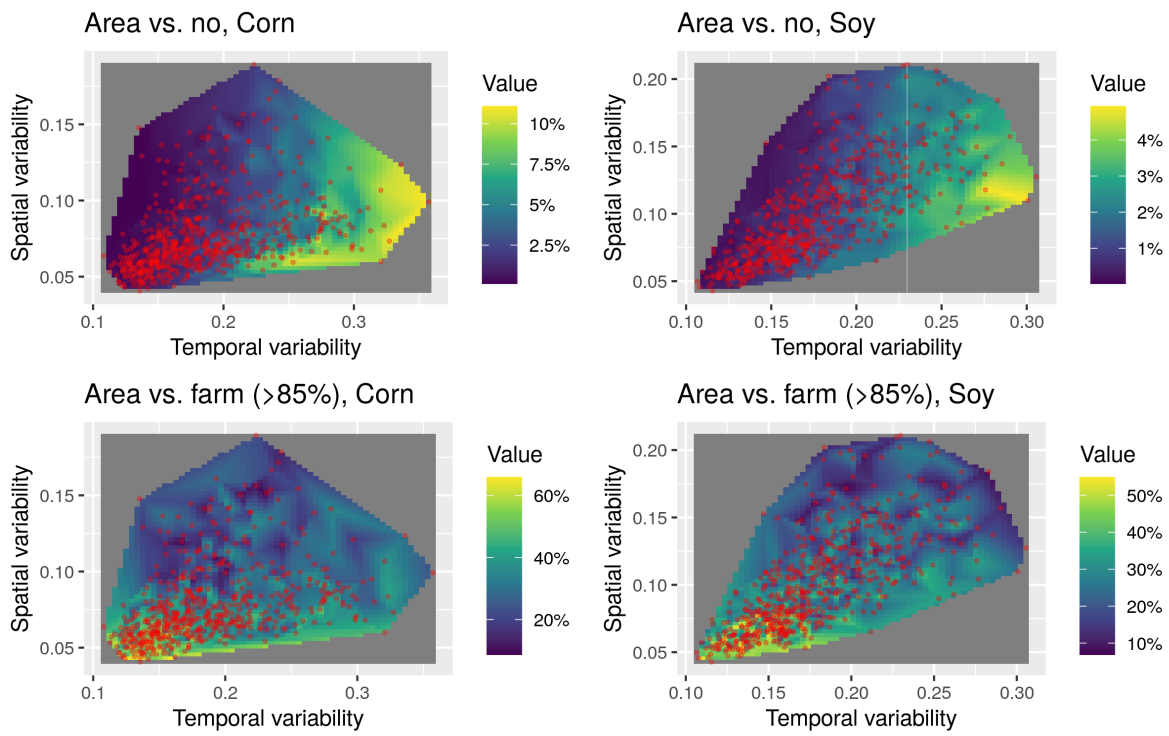 Area vs. no, Corn
Spatial variability
0.15
0.10
0.05
0.1 0.2 0.3
Temporal variability
Value
10%
7.5%
5%
2.5%
Area vs. no, Soy
Spatial variability
0.20
0.15
0.10
0.05
0.10 0.15 0.20 0.25 0.30
Temporal variability
Value
4%
3%
2%
1%
Area vs. farm (>85%), Corn
Spatial variability
0.15
0.10
0.05
0.1 0.2 0.3
Temporal variability
Value
60%
40%
20%
Area vs. farm (>85%), Soy
Spatial variability
0.20
0.15
0.10
0.05
0.10 0.15 0.20 0.25 0.30
Temporal variability
Value
50%
40%
30%
20%
10%